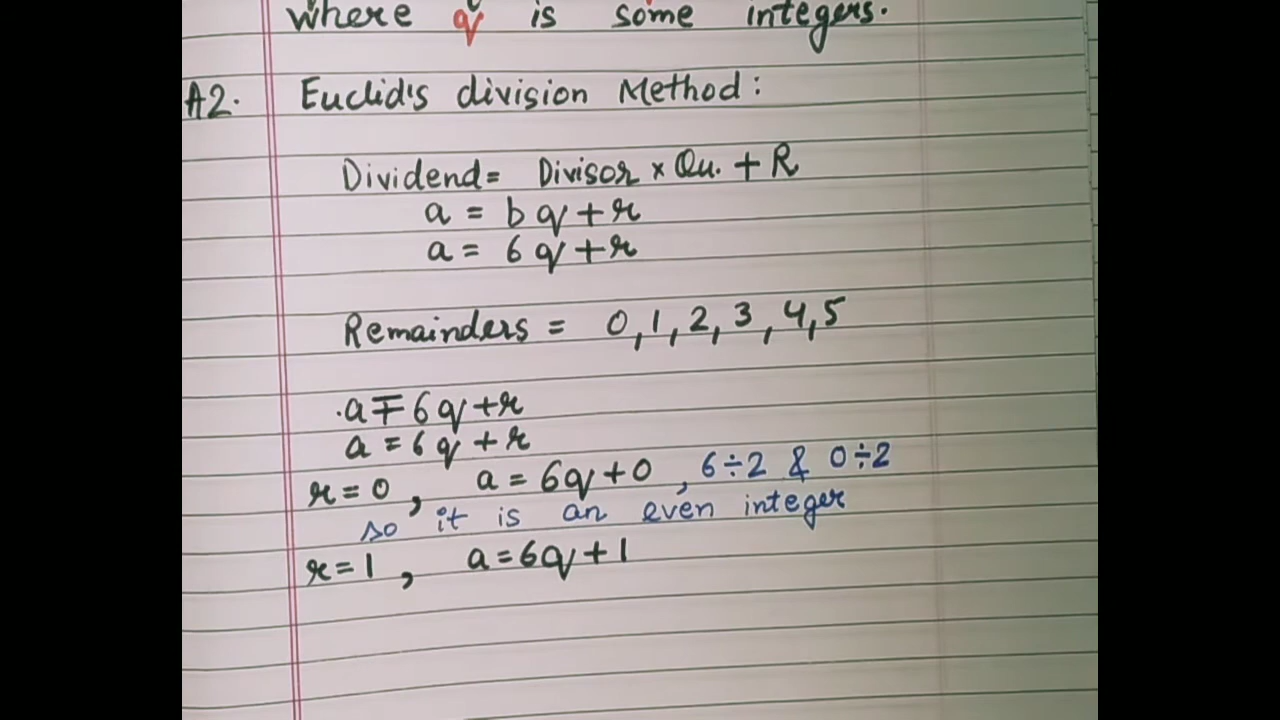 where q is some integers.
A2. Euclid's division Method:
Dividend = Divisor × Qu. + R
a = bq + r
a = 6q + r
Remainders = 0, 1, 2, 3, 4, 5
a = 6q + r
a = 6q + r
r = 0, a = 6q + 0, 6÷2 & 0÷2
so it is an even integer
r = 1, a = 6q + 1